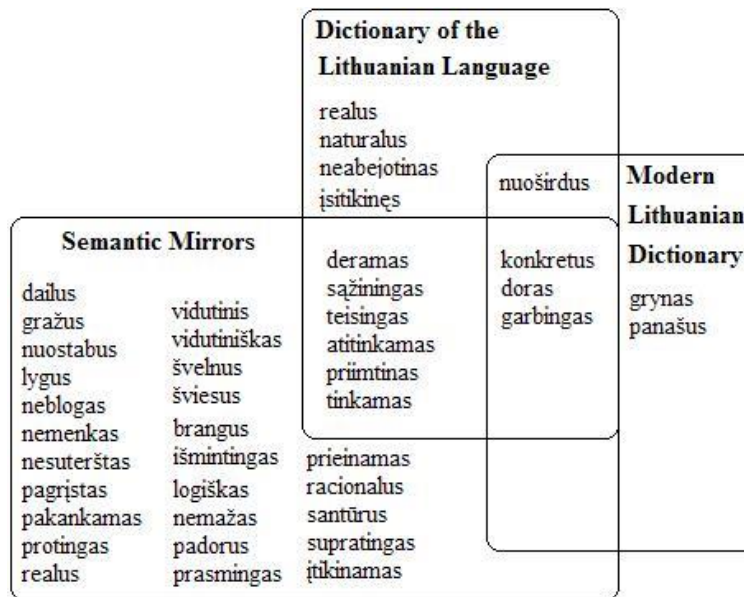 Dictionary of the
Lithuanian Language
realus
naturalus
neabejotinas
įsitikinęs
nuoširdus
Modern
Lithuanian
Dictionary
grynas
panašus
Semantic Mirrors
dailus
gražus
nuostabus
lygus
neblogas
nemenkas
nesuterštas
pagrįstas
pakankamas
protingas
realus
vidutinis
vidutiniškas
švelnus
šviesus
brangus
išmintingas
logiškas
nemažas
padorus
prasmingas
deramas
sąžiningas
teisingas
atitinkamas
priimtinas
tinkamas
konkretus
doras
garbingas
prieinamas
racionalus
santūrus
supratingas
įtikinamas